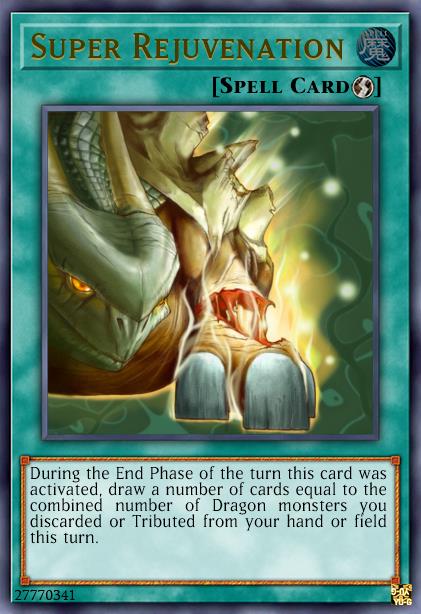 SUPER REJUVENATION
魔
[SPELL CARD]
During the End Phase of the turn this card was
activated, draw a number of cards equal to the
combined number of Dragon monsters you
discarded or Tributed from your hand or field
this turn.
27770341